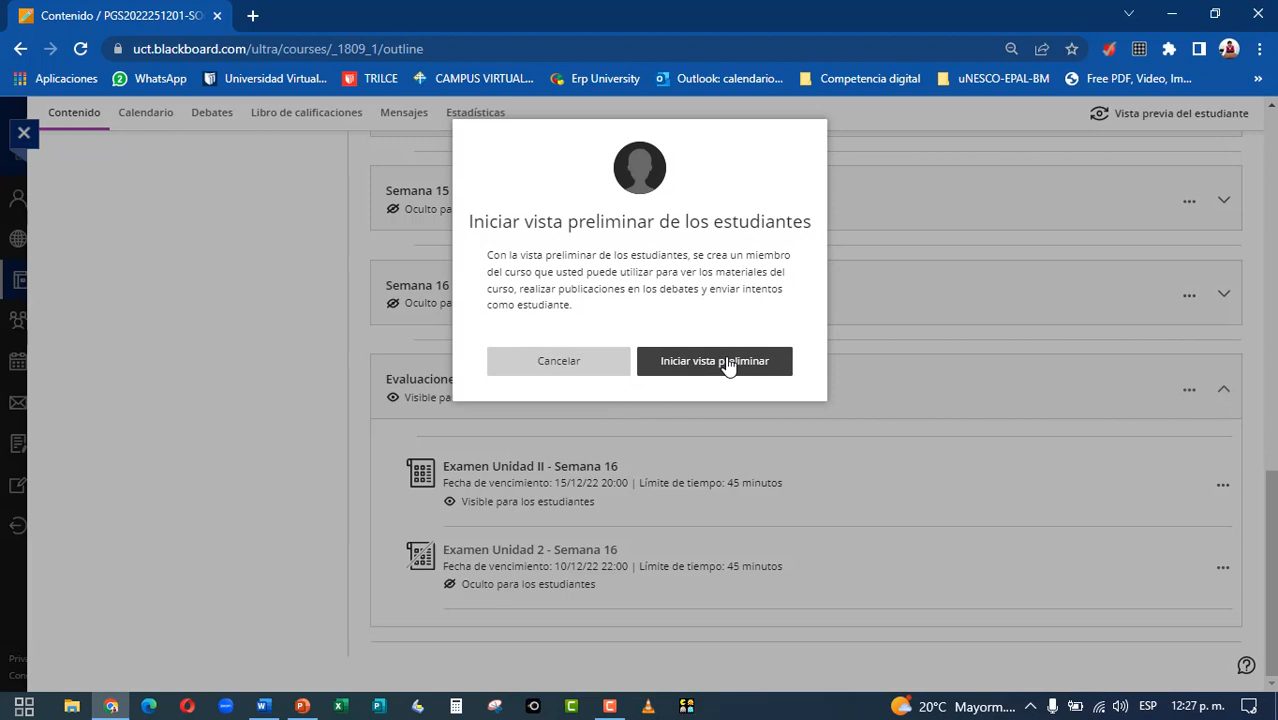 Contenido / PGS2022251201-SO
uct.blackboard.com/ultra/courses/_1809_1/outline
Aplicaciones
WhatsApp
Universidad Virtual...
TRILCE
CAMPUS VIRTUAL...
Erp University
Outlook: calendario...
Competencia digital
uNESCO-EPAL-BM
Free PDF, Video, Im...
»
Contenido
Calendario
Debates
Libro de calificaciones
Mensajes
Estadísticas
Vista previa del estudiante
Iniciar vista preliminar de los estudiantes
Con la vista preliminar de los estudiantes, se crea un miembro
del curso que usted puede utilizar para ver los materiales del
curso, realizar publicaciones en los debates y enviar intentos
como estudiante.
Cancelar
Iniciar vista preliminar
Semana 15
Oculto pa
Semana 16
Oculto pa
Evaluacione
Visible pa
Examen Unidad II - Semana 16
Fecha de vencimiento: 15/12/22 20:00 | Límite de tiempo: 45 minutos
Visible para los estudiantes
Examen Unidad 2 - Semana 16
Fecha de vencimiento: 10/12/22 22:00 | Límite de tiempo: 45 minutos
Oculto para los estudiantes
Priva
Con
20°C Mayorm...
ESP
12:27 p. m.